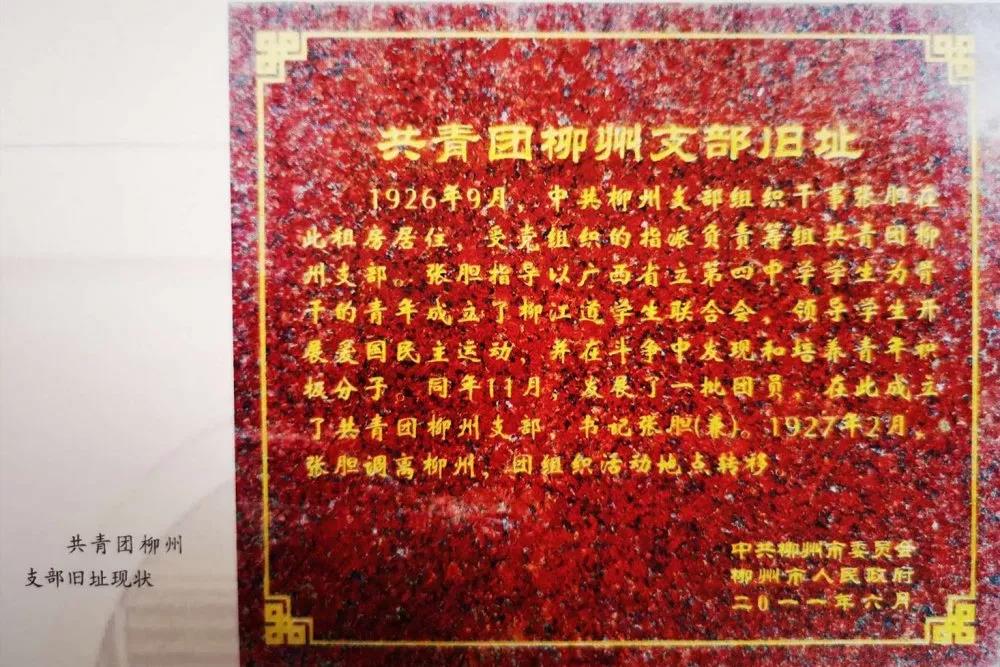 共青团柳州支部旧址
1926年9月，中共柳州支部组织干事张胆在
此租房居住，受党组织的指派负责筹组共青团柳
州支部。张胆指导以广西省立第四中学学生为骨
干的青年成立了柳江道学生联合会，领导学生开
展爱国民主运动，并在斗争中发现和培养青年积
极分子。同年11月，发展了一批团员，在此成立
了共青团柳州支部，书记张胆(兼)。1927年2月，
张胆调离柳州，团组织活动地点转移
中共柳州市委员会
柳州市人民政府
二0一一年六月
共青团柳州
支部旧址现状